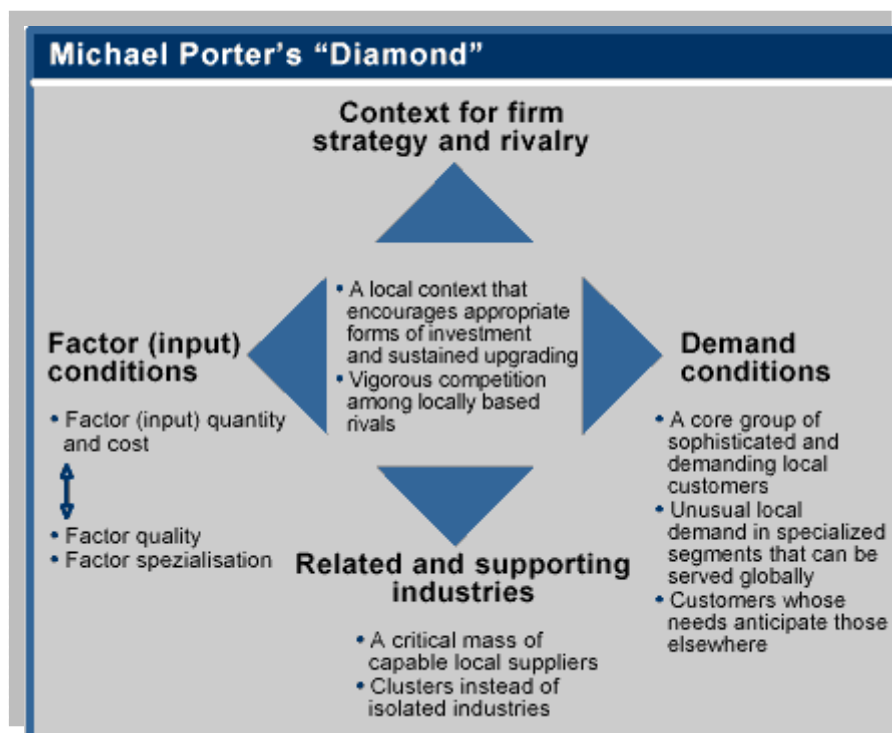 Michael Porter's “Diamond”
Context for firm
strategy and rivalry
• A local context that
encourages appropriate
forms of investment
and sustained upgrading
• Vigorous competition
among locally based
rivals
Factor (input)
conditions
• Factor (input) quantity
and cost
• Factor quality
• Factor spezialisation
Demand
conditions
• A core group of
sophisticated and
demanding local
customers
• Unusual local
demand in specialized
segments that can be
served globally
• Customers whose
needs anticipate those
elsewhere
Related and supporting
industries
• A critical mass of
capable local suppliers
• Clusters instead of
isolated industries